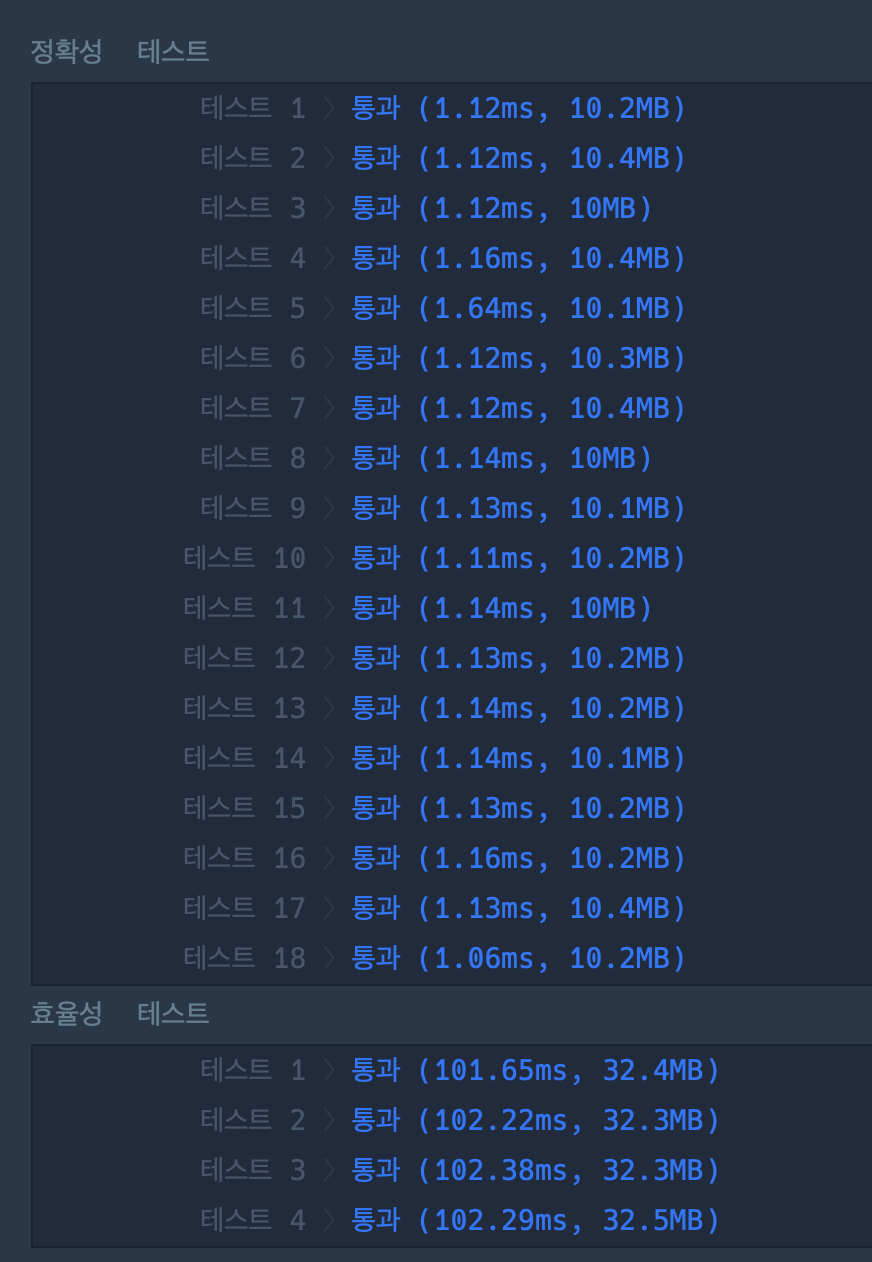 정확성 테스트
테스트 1 〉 통과 (1.12ms, 10.2MB)
테스트 2 〉 통과 (1.12ms, 10.4MB)
테스트 3 〉 통과 (1.12ms, 10MB)
테스트 4 〉 통과 (1.16ms, 10.4MB)
테스트 5 〉 통과 (1.64ms, 10.1MB)
테스트 6 〉 통과 (1.12ms, 10.3MB)
테스트 7 〉 통과 (1.12ms, 10.4MB)
테스트 8 〉 통과 (1.14ms, 10MB)
테스트 9 〉 통과 (1.13ms, 10.1MB)
테스트 10 〉 통과 (1.11ms, 10.2MB)
테스트 11 〉 통과 (1.14ms, 10MB)
테스트 12 〉 통과 (1.13ms, 10.2MB)
테스트 13 〉 통과 (1.14ms, 10.2MB)
테스트 14 〉 통과 (1.14ms, 10.1MB)
테스트 15 〉 통과 (1.13ms, 10.2MB)
테스트 16 〉 통과 (1.16ms, 10.2MB)
테스트 17 〉 통과 (1.13ms, 10.4MB)
테스트 18 〉 통과 (1.06ms, 10.2MB)
효율성 테스트
테스트 1 〉 통과 (101.65ms, 32.4MB)
테스트 2 〉 통과 (102.22ms, 32.3MB)
테스트 3 〉 통과 (102.38ms, 32.3MB)
테스트 4 〉 통과 (102.29ms, 32.5MB)